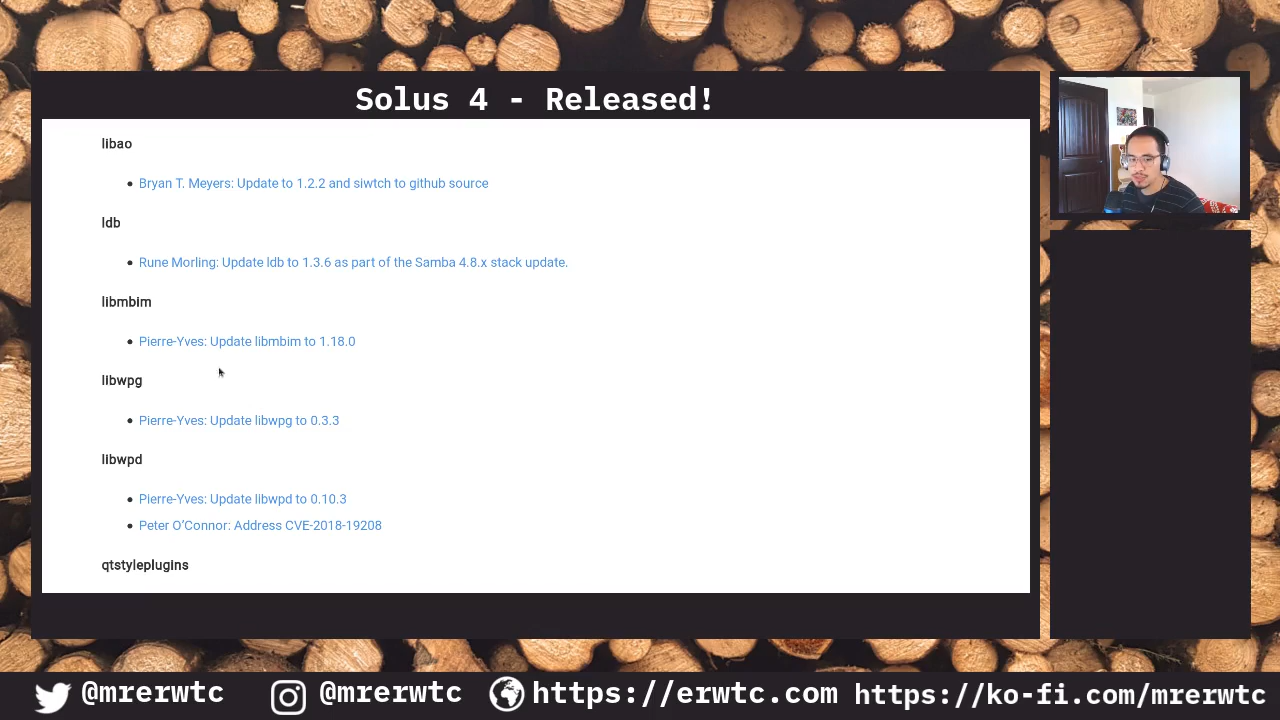 Solus 4 - Released!
libao
Bryan T. Meyers: Update to 1.2.2 and siwtch to github source
ldb
Rune Morling: Update ldb to 1.3.6 as part of the Samba 4.8.x stack update.
libmbim
Pierre-Yves: Update libmbim to 1.18.0
libwpg
Pierre-Yves: Update libwpg to 0.3.3
libwpd
Pierre-Yves: Update libwpd to 0.10.3
Peter O’Connor: Address CVE-2018-19208
qtstyleplugins
@mrerwtc @mrerwtc https://erwtc.com https://ko-fi.com/mrerwtc